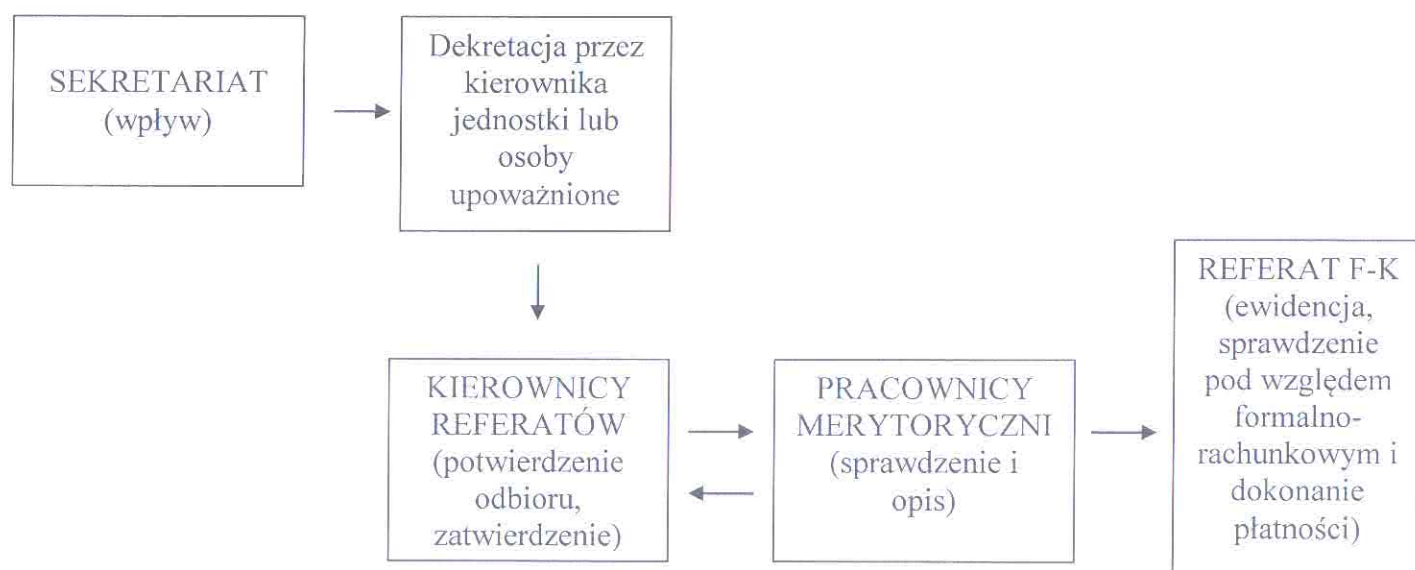 SEKRETARIAT
(wpływ)
Dekretacja przez
kierownika
jednostki lub
osoby
upoważnione
KIEROWNICY
REFERATÓW
(potwierdzenie
odbioru,
zatwierdzenie)
PRACOWNICY
MERYTORYCZNI
(sprawdzenie i
opis)
REFERAT F-K
(ewidencja,
sprawdzenie
pod względem
formalno-
rachunkowym i
dokonanie
płatności)